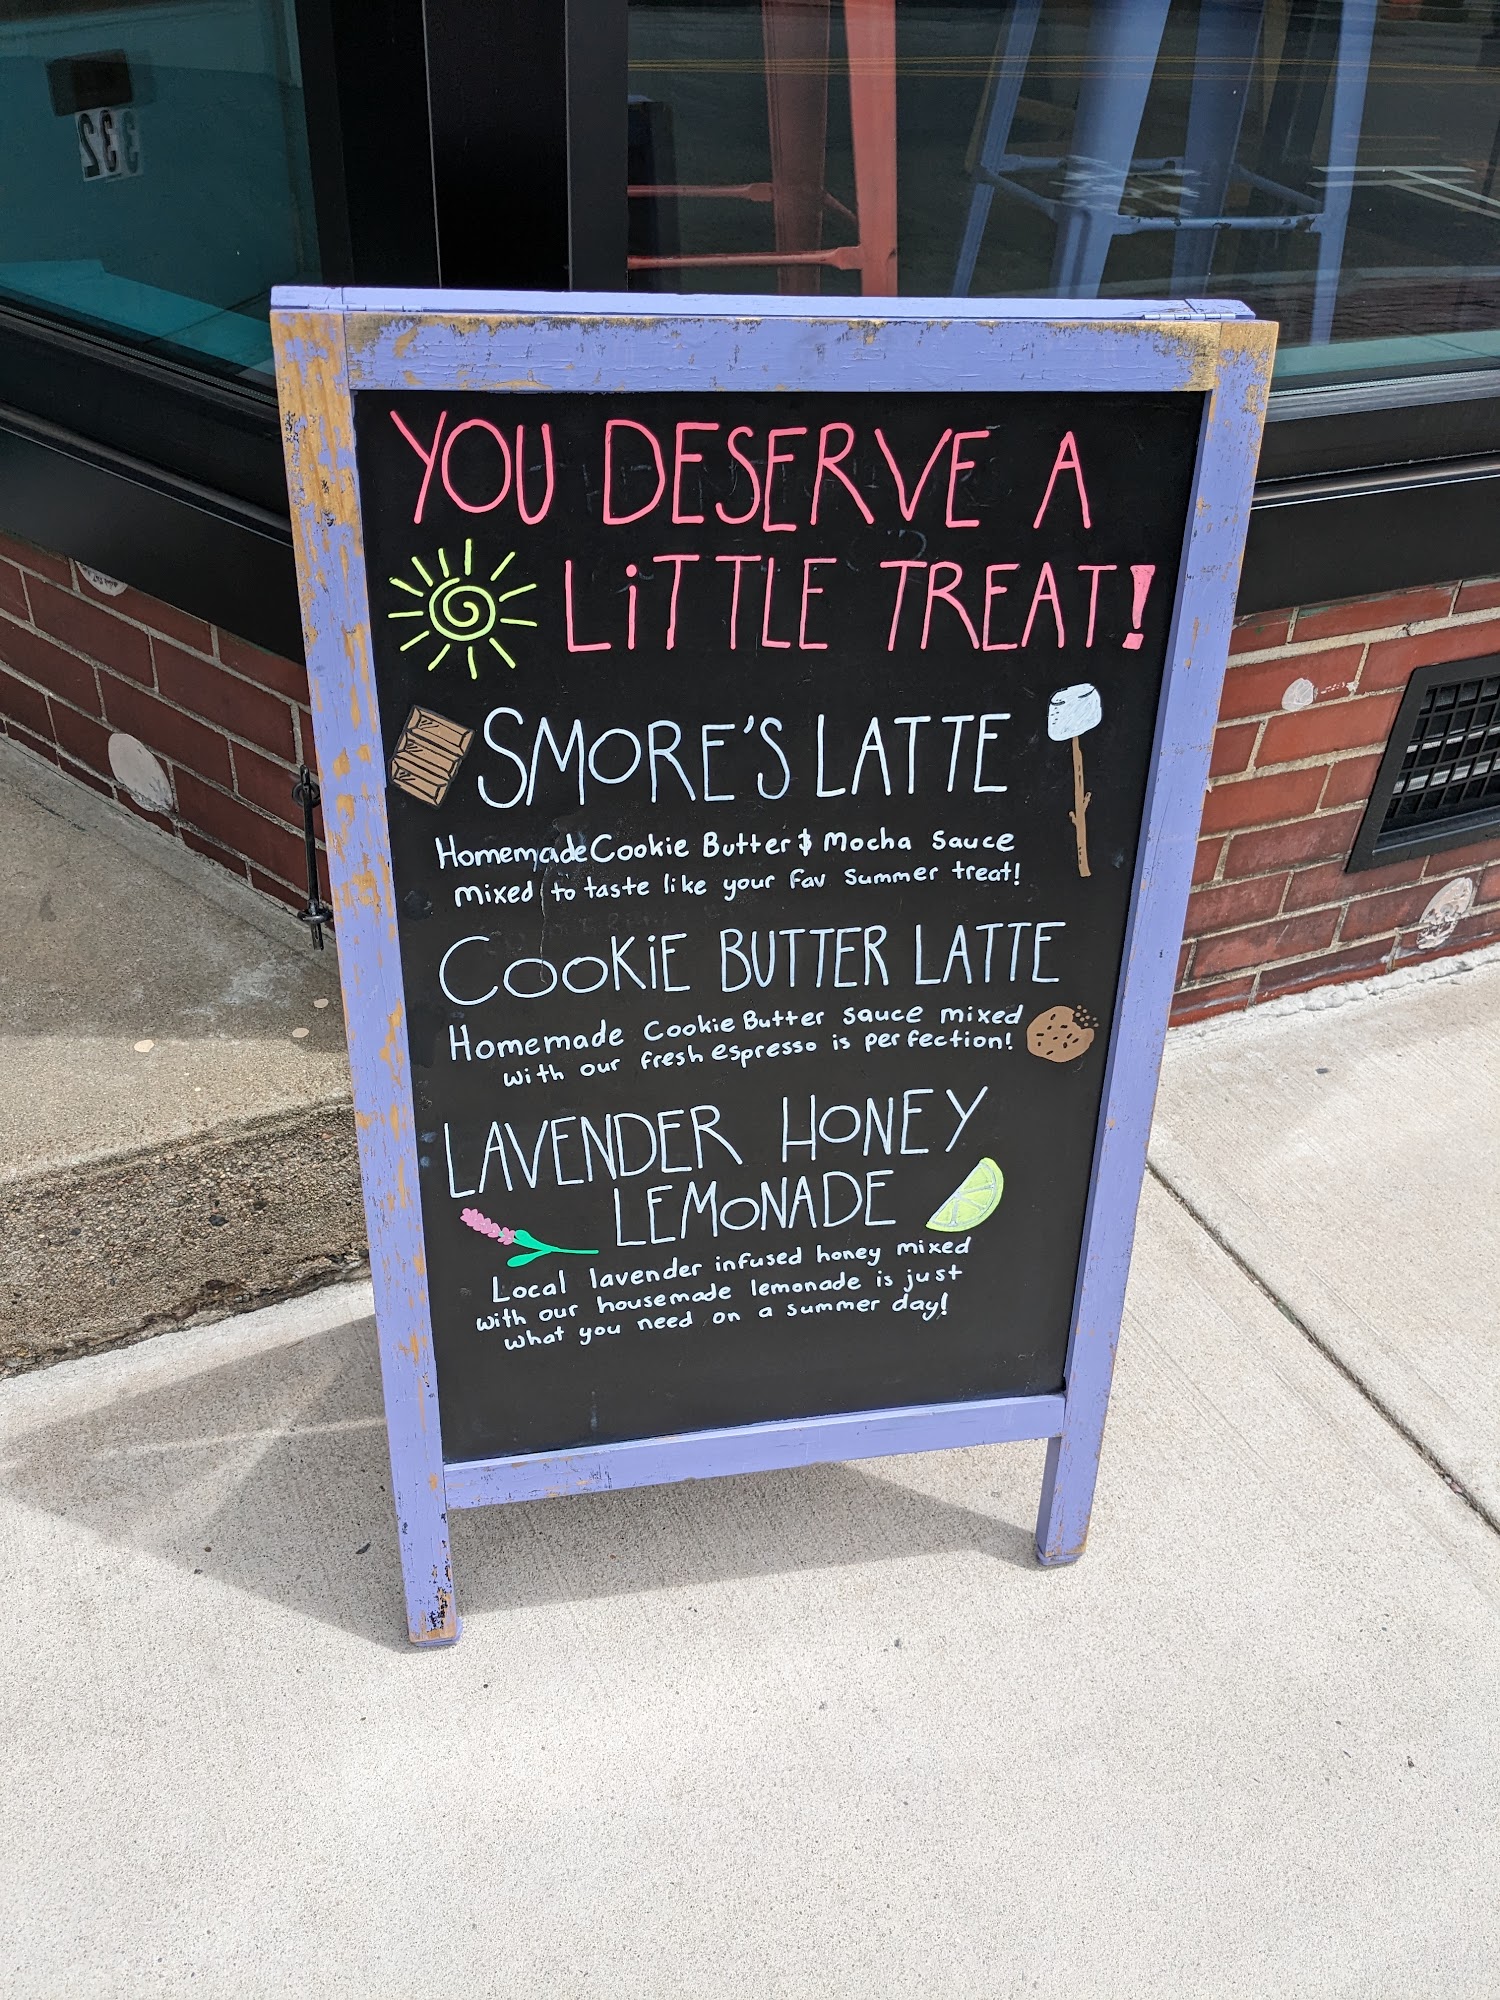 332
YOU DESERVE A
LiTTLE TREAT!
SMORE'S LATTE
Homemade Cookie Butter & Mocha Sauce
mixed to taste like your fav summer treat!
COOKiE BUTTER LATTE
Homemade Cookie Butter sauce mixed
with our fresh espresso is perfection!
LAVENDER HONEY
LEMONADE
Local lavender infused honey mixed
with our housemade lemonade is just
what you need on a summer day!